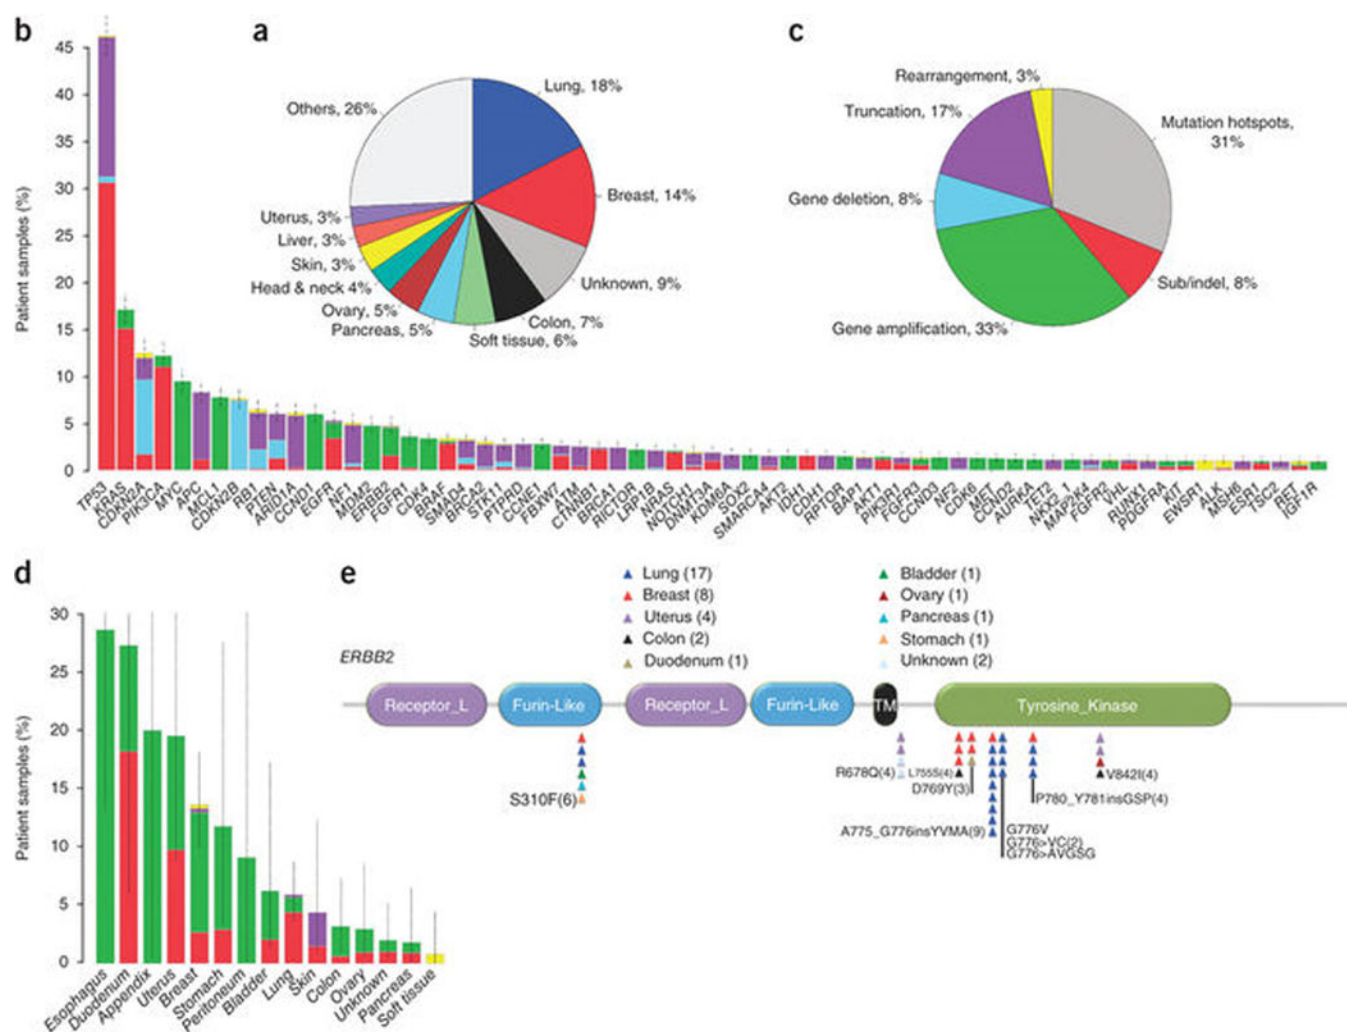 b
a
c
Patient samples (%)
45
40
35
30
25
20
15
10
5
0
Others, 26%
Lung, 18%
Breast, 14%
Unknown, 9%
Colon, 7%
Soft tissue, 6%
Pancreas, 5%
Ovary, 5%
Head & neck 4%
Skin, 3%
Liver, 3%
Uterus, 3%
Rearrangement, 3%
Truncation, 17%
Gene deletion, 8%
Gene amplification, 33%
Sub/indel, 8%
Mutation hotspots,
31%
TP53
KRAS
CDKN2A
PIK3CA
MYC
APC
MCL1
CDKN2B
RB1
PTEN
ARID1A
CCND1
EGFR
NF1
MDM2
ERBB2
FGFR1
CDK4
BRAF
SMAD4
BRCA2
STK11
PTPRD
CCNE1
FBXW7
ATM
CTNNB1
BRCA1
RICTOR
LRP1B
NRAS
NOTCH1
DNMT3A
KDM6A
SOX2
SMARCA4
AKT2
IDH1
CDH1
RPTOR
BAP1
AKT1
PIK3R1
FGFR3
CCND3
NF2
CDK6
MET
CCND2
AURKA
TET2
NKX2_1
MAP2K4
FGFR2
VHL
RUNX1
PDGFRA
KIT
EWSR1
ALK
MSH6
ESR1
TSC2
RET
IGF1R
d
Patient samples (%)
30
25
20
15
10
5
0
Esophagus
Duodenum
Appendix
Uterus
Breast
Stomach
Peritoneum
Bladder
Lung
Skin
Colon
Ovary
Unknown
Pancreas
Soft tissue
e
Lung (17)
Breast (8)
Uterus (4)
Colon (2)
Duodenum (1)
Bladder (1)
Ovary (1)
Pancreas (1)
Stomach (1)
Unknown (2)
ERBB2
Receptor_L
Furin-Like
Receptor_L
Furin-Like
TM
Tyrosine_Kinase
S310F(6)
R678Q(4)
L755S(4)
D769Y(3)
A775_G776insYVMA(9)
G776V
G776>VC(2)
G776>AVGSG
P780_Y781insGSP(4)
V842I(4)